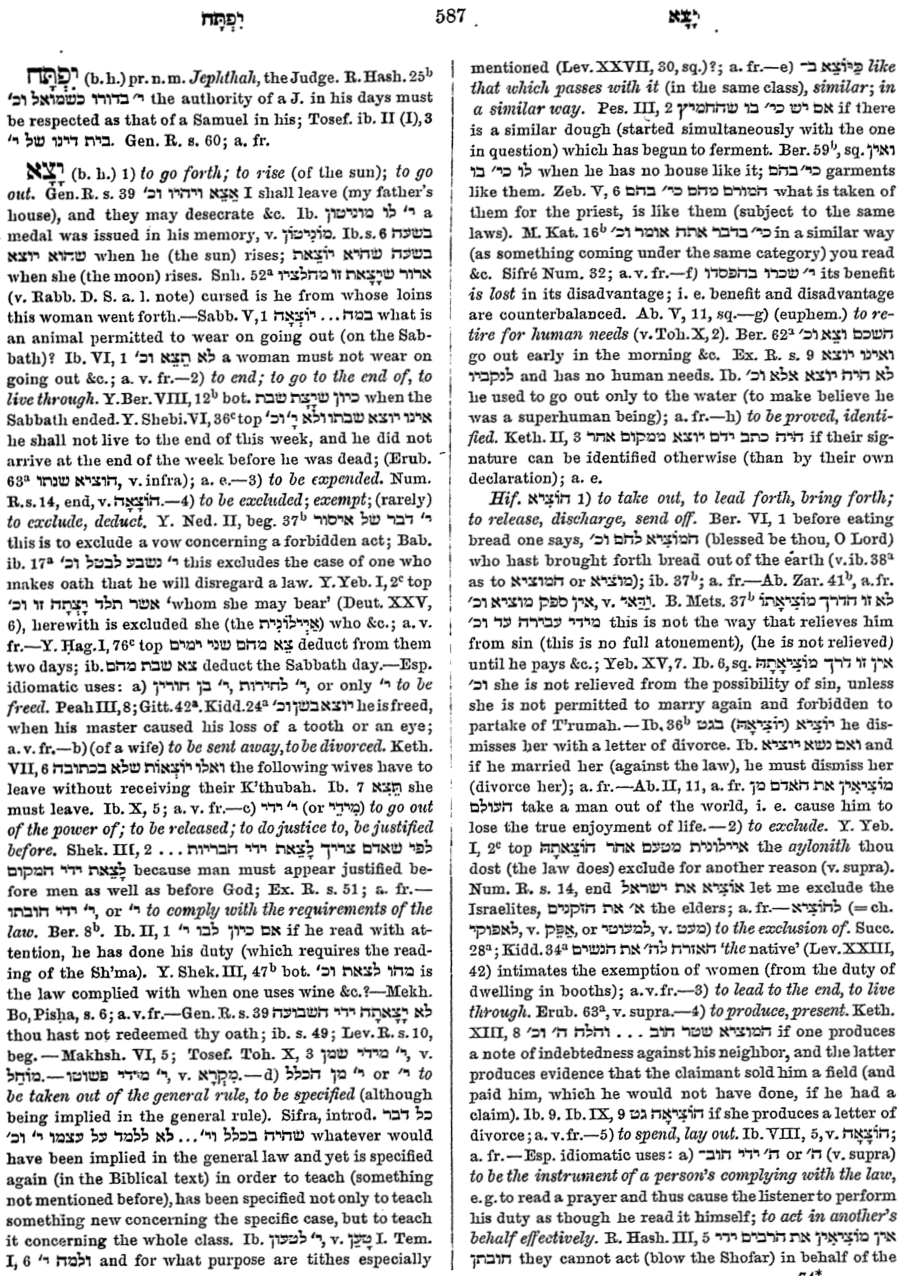 יִפְתָּח 587 יָצָא
יִפְתָּח (b. h.) pr. n. m. Jephthah, the Judge. R. Hash. 25b
י׳ בדורו כשמואל וכ׳ the authority of a J. in his days must
be respected as that of a Samuel in his; Tosef. ib. II (I), 3
בית דינו של י׳. Gen. R. s. 60; a. fr.
יָצָא (b. h.) 1) to go forth; to rise (of the sun); to go
out. Gen. R. s. 39 אֵצֵא ויהיו וכ׳ I shall leave (my father's
house), and they may desecrate &c. Ib. י׳ לו מוניטון a
medal was issued in his memory, v. מוֹנִיטוֹן. Ib. s. 6 בשעה
שהוא יוצא when he (the sun) rises; בשעה שהיא יוֹצֵאת
when she (the moon) rises. Snh. 52a ארור שיָצָאת זו מחלציו
(v. Rabb. D. S. a. l. note) cursed is he from whose loins
this woman went forth.—Sabb. V, 1 במה ... יוֹצְאָה what is
an animal permitted to wear on going out (on the Sab-
bath)? Ib. VI, 1 לא תֵצֵא וכ׳ a woman must not wear on
going out &c.; a. v. fr.—2) to end; to go to the end of, to
live through. Y. Ber. VIII, 12b bot. כיון שיָצָת שבת when the
Sabbath ended. Y. Shebi. VI, 36c top אינו יוצא שבתו ולא י׳ וכ׳
he shall not live to the end of this week, and he did not
arrive at the end of the week before he was dead; (Erub.
63a הוציא שנתו, v. infra); a. e.—3) to be expended. Num.
R. s. 14, end, v. הוֹצָאָה.—4) to be excluded; exempt; (rarely)
to exclude, deduct. Y. Ned. II, beg. 37b י׳ דבר של איסור
this is to exclude a vow concerning a forbidden act; Bab.
ib. 17a י׳ נשבע לבטל וכ׳ this excludes the case of one who
makes oath that he will disregard a law. Y. Yeb. I, 2c top
אשר תלד יָצְתָה זו וכ׳ 'whom she may bear' (Deut. XXV,
6), herewith is excluded she (the אַיילוֹנִית) who &c.; a. v.
fr.—Y. Ḥag. I, 76c top צֵא מהם שני ימים deduct from them
two days; ib. צא שבת מהם deduct the Sabbath day.—Esp.
idiomatic uses: a) י׳ לחירות, י׳ בן חורין, or only י׳ to be
freed. Peah III, 8; Gitt. 42a. Kidd. 24a יוצא בשן וכ׳ he is freed,
when his master caused his loss of a tooth or an eye;
a. v. fr.—b) (of a wife) to be sent away, to be divorced. Keth.
VII, 6 ואלו יוֹצְאוֹת שלא בכתובה the following wives have to
leave without receiving their K'thubah. Ib. 7 תֵּצֵא she
must leave. Ib. X, 5; a. v. fr.—c) י׳ ידי (or מִידֵי) to go out
of the power of; to be released; to do justice to, be justified
before. Shek. III, 2 לפי שאדם צריך לָצֵאת ידי הבריות ...
לָצֵאת ידי המקום because man must appear justified be-
fore men as well as before God; Ex. R. s. 51; a. fr.—
י׳ ידי חובתו, or י׳ to comply with the requirements of the
law. Ber. 8b. Ib. II, 1 אם כיון לבו י׳ if he read with at-
tention, he has done his duty (which requires the read-
ing of the Sh'ma). Y. Shek. III, 47b bot. מהו לצאת וכ׳ is
the law complied with when one uses wine &c.?—Mekh.
Bo, Pisḥa, s. 6; a. v. fr.—Gen. R. s. 39 לא יָצָאתָה ידי השבועה
thou hast not redeemed thy oath; ib. s. 49; Lev. R. s. 10,
beg.—Makhsh. VI, 5; Tosef. Toh. X, 3 י׳ מידי שמן, v.
מוֹחַל.—י׳ מידי פשוטו, v. מִקְרָא.—d) י׳ מן הכלל or י׳ to
be taken out of the general rule, to be specified (although
being implied in the general rule). Sifra, introd. כל דבר
שהיה בכלל וי׳ ... לא ללמד על עצמו י׳ וכ׳ whatever would
have been implied in the general law and yet is specified
again (in the Biblical text) in order to teach (something
not mentioned before), has been specified not only to teach
something new concerning the specific case, but to teach
it concerning the whole class. Ib. י׳ לטעון, v. טָעַן I. Tem.
I, 6 ולמה י׳ and for what purpose are tithes especially
mentioned (Lev. XXVII, 30, sq.)?; a. fr.—e) כַּיּוֹצֵא ב־ like
that which passes with it (in the same class), similar; in
a similar way. Pes. III, 2 אם יש כי׳ בו שהחמיץ if there
is a similar dough (started simultaneously with the one
in question) which has begun to ferment. Ber. 59b, sq. ואין
לו כי׳ בו when he has no house like it; כי׳ בהם garments
like them. Zeb. V, 6 המורם מהם כי׳ בהם what is taken of
them for the priest, is like them (subject to the same
laws). M. Kat. 16b כי׳ בדבר אתה אומר וכ׳ in a similar way
(as something coming under the same category) you read
&c. Sifré Num. 32; a. v. fr.—f) י׳ שכרו בהפסדו its benefit
is lost in its disadvantage; i. e. benefit and disadvantage
are counterbalanced. Ab. V, 11, sq.—g) (euphem.) to re-
tire for human needs (v. Toh. X, 2). Ber. 62a השכם וצא וכ׳
go out early in the morning &c. Ex. R. s. 9 ואינו יוצא
לנקביו and has no human needs. Ib. לא היה יוצא אלא וכ׳
he used to go out only to the water (to make believe he
was a superhuman being); a. fr.—h) to be proved, identi-
fied. Keth. II, 3 היה כתב ידם יוצא ממקום אחר if their sig-
nature can be identified otherwise (than by their own
declaration); a. e.
Hif. הוֹצִיא 1) to take out, to lead forth, bring forth;
to release, discharge, send off. Ber. VI, 1 before eating
bread one says, המוֹצִיא לחם וכ׳ (blessed be thou, O Lord)
who hast brought forth bread out of the earth (v. ib. 38a
as to המוציא or מוֹצִיא); ib. 37b; a. fr.—Ab. Zar. 41b, a. fr.
אין ספק מוציא וכ׳, v. וַדַּאי. B. Mets. 37b לא זו הדרך מוֹצִיאָתוֹ
מידי עבירה עד וכ׳ this is not the way that relieves him
from sin (this is no full atonement), (he is not relieved)
until he pays &c.; Yeb. XV, 7. Ib. 6, sq. אין זו דרך מוֹצִיאָתָהּ
וכ׳ she is not relieved from the possibility of sin, unless
she is not permitted to marry again and forbidden to
partake of T'rumah.—Ib. 36b יוֹצִיא (יוֹצִיאָהּ) בגט he dis-
misses her with a letter of divorce. Ib. ואם נשא יוציא and
if he married her (against the law), he must dismiss her
(divorce her); a. fr.—Ab. II, 11, a. fr. מוֹצִיאִין את האדם מן
העולם take a man out of the world, i. e. cause him to
lose the true enjoyment of life.—2) to exclude. Y. Yeb.
I, 2c top איילונית מטעם אחר הוֹצֵאתָהּ the aylonith thou
dost (the law does) exclude for another reason (v. supra).
Num. R. s. 14, end אוֹצִיא את ישראל let me exclude the
Israelites, א׳ את הזקנים the elders; a. fr.—לְהוֹצִיא (=ch.
לאפוקי, v. אֲפֵק, or למעוטי, v. מעט) to the exclusion of. Succ.
28a; Kidd. 34a האזרח לה׳ את הנשים 'the native' (Lev. XXIII,
42) intimates the exemption of women (from the duty of
dwelling in booths); a. v. fr.—3) to lead to the end, to live
through. Erub. 63a, v. supra.—4) to produce, present. Keth.
XIII, 8 המוציא שטר חוב ... והלה ה׳ וכ׳ if one produces
a note of indebtedness against his neighbor, and the latter
produces evidence that the claimant sold him a field (and
paid him, which he would not have done, if he had a
claim). Ib. 9. Ib. IX, 9 הוֹצִיאָה גט if she produces a letter of
divorce; a. v. fr.—5) to spend, lay out. Ib. VIII, 5, v. הוֹצָאָה;
a. fr.—Esp. idiomatic uses: a) ה׳ ידי חוב־ or ה׳ (v. supra)
to be the instrument of a person's complying with the law,
e. g. to read a prayer and thus cause the listener to perform
his duty as though he read it himself; to act in another's
behalf effectively. R. Hash. III, 5 אין מוֹצִיאִין את הרבים ידי
חובתן they cannot act (blow the Shofar) in behalf of the
74*